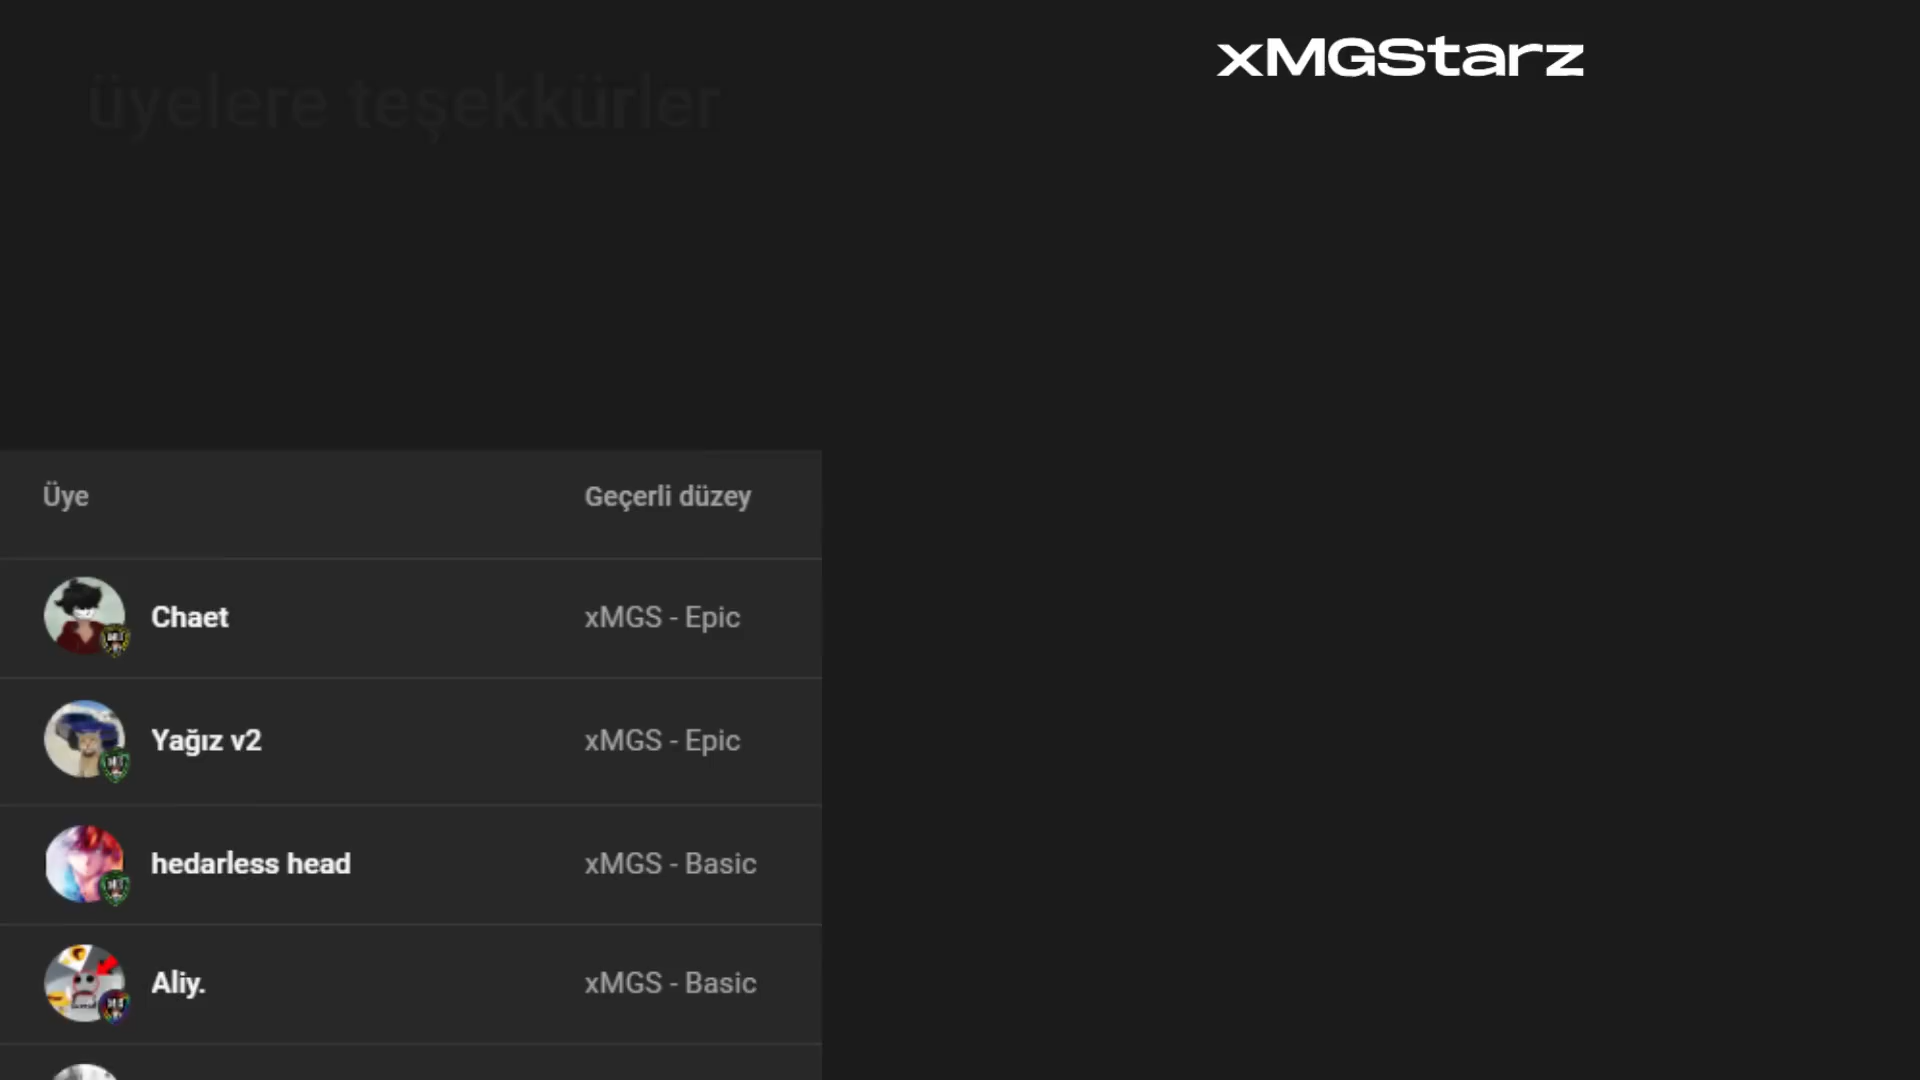 xMGStarz
üyelere teşekkürler
Üye Geçerli düzey
Chaet xMGS - Epic
Yağız v2 xMGS - Epic
hedarless head xMGS - Basic
Aliy. xMGS - Basic